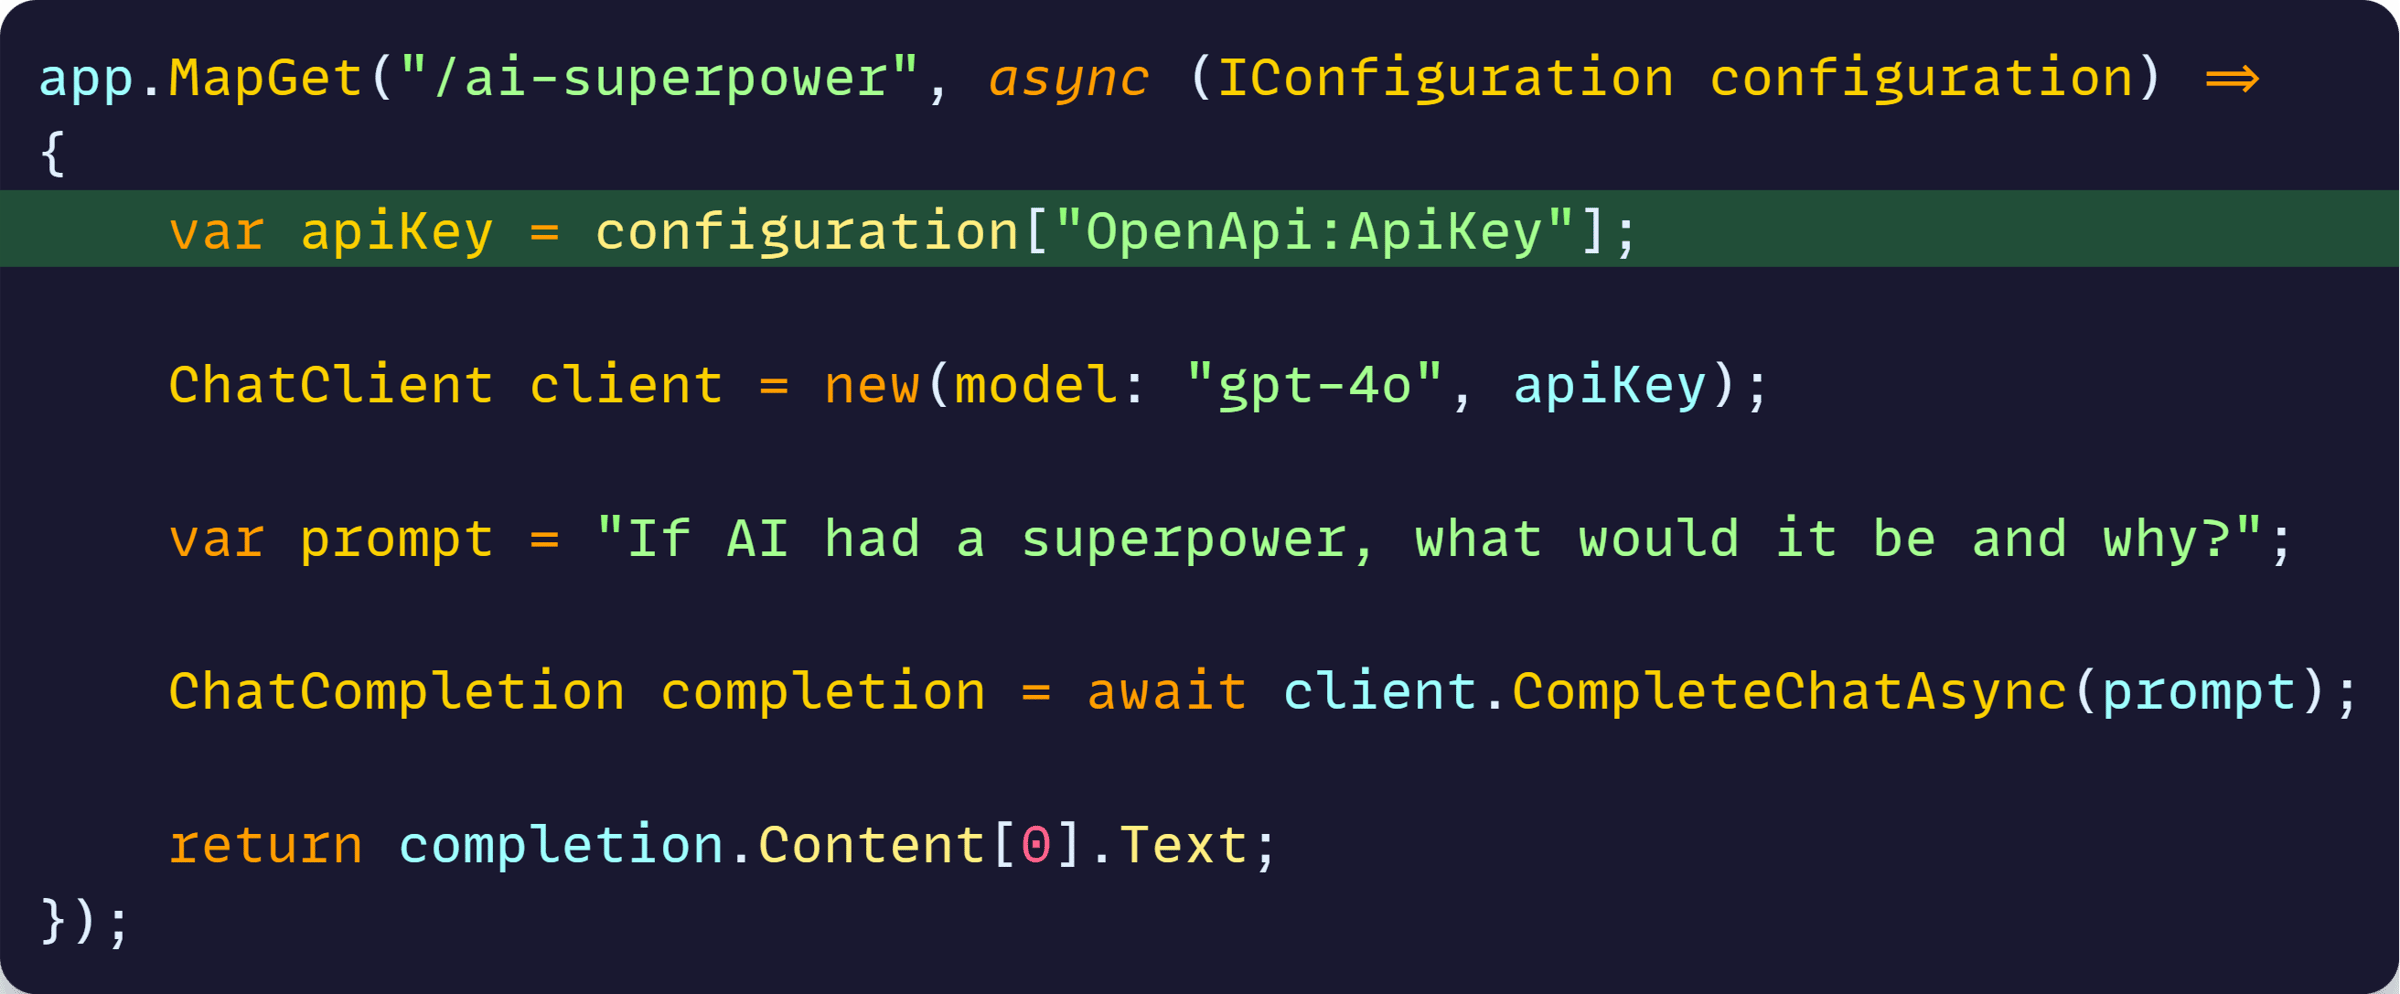 app.MapGet("/ai-superpower", async (IConfiguration configuration) =>
{
    var apiKey = configuration["OpenApi:ApiKey"];
    ChatClient client = new(model: "gpt-4o", apiKey);
    var prompt = "If AI had a superpower, what would it be and why?";
    ChatCompletion completion = await client.CompleteChatAsync(prompt);
    return completion.Content[0].Text;
});